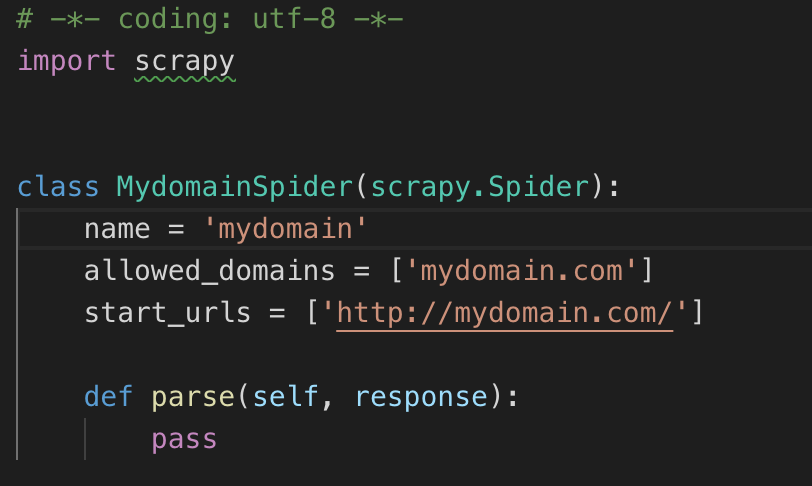 # -*- coding: utf-8 -*-
import scrapy
class MydomainSpider(scrapy.Spider):
    name = 'mydomain'
    allowed_domains = ['mydomain.com']
    start_urls = ['http://mydomain.com/']
    def parse(self, response):
        pass